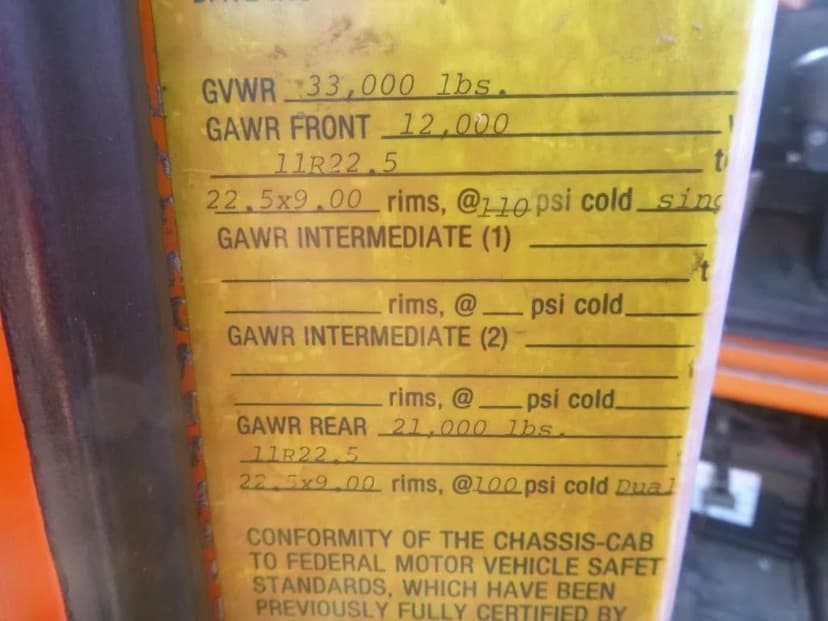 GVWR 33,000 lbs.
GAWR FRONT 12,000
11R22.5
22.5x9.00 rims, @110 psi cold sing
GAWR INTERMEDIATE (1)
t
rims, @ psi cold
GAWR INTERMEDIATE (2)
rims, @ psi cold
GAWR REAR 21,000 lbs.
11R22.5
22.5x9.00 rims, @100 psi cold Dual
CONFORMITY OF THE CHASSIS-CAB
TO FEDERAL MOTOR VEHICLE SAFET
STANDARDS, WHICH HAVE BEEN
PREVIOUSLY FULLY CERTIFIED BY